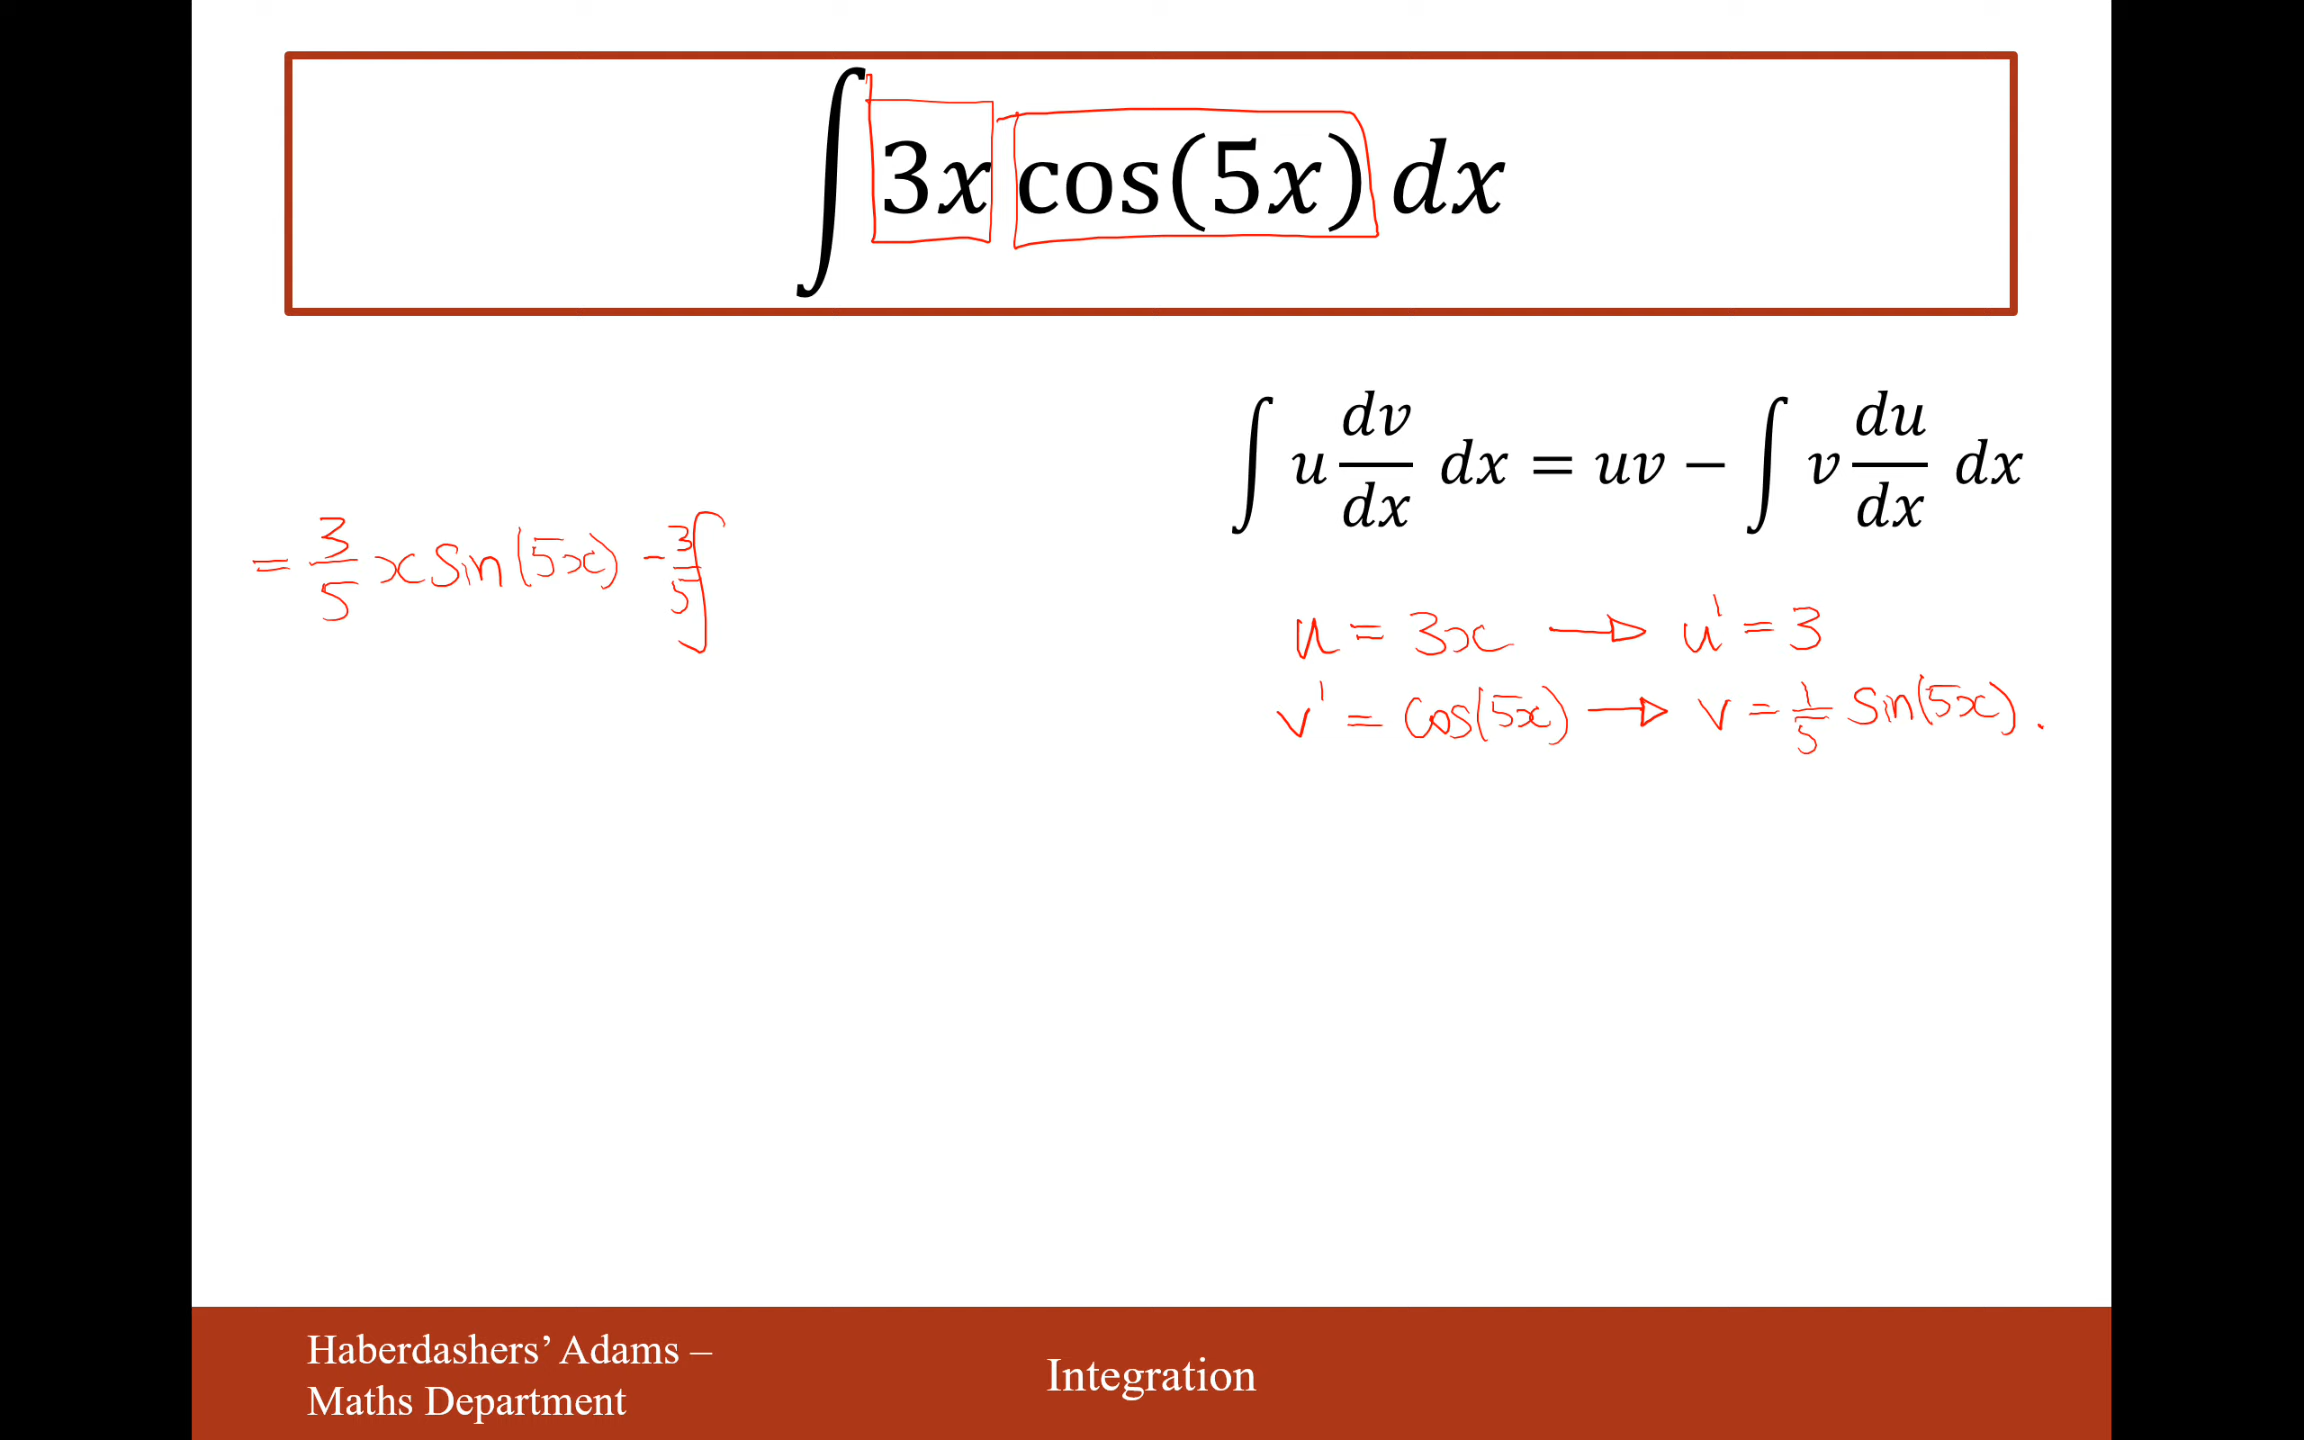 ∫ 3x cos(5x) dx
∫ u dv/dx dx = uv − ∫ v du/dx dx
= 3/5 x sin(5x) - 3/5 ∫
u = 3x → u' = 3
v' = cos(5x) → v = 1/5 sin(5x).
Haberdashers’ Adams –
Maths Department
Integration